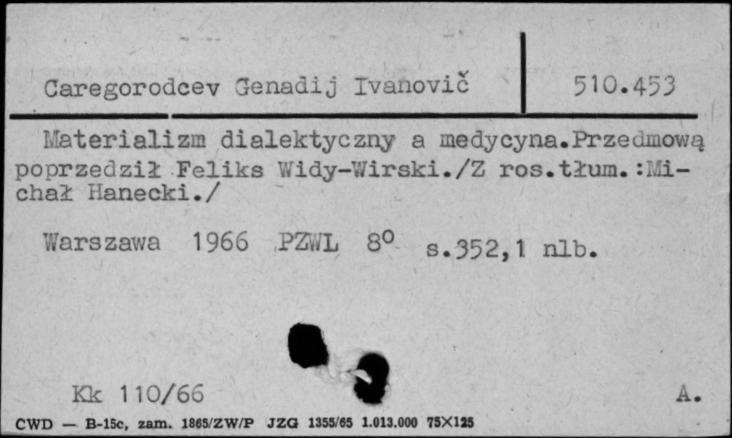 Caregorodcev Genadij Ivanovič 510.453
Materializm dialektyczny a medycyna.Przedmową
poprzedził Feliks Widy-Wirski./Z ros.tłum.:Mi-
chał Hanecki./
Warszawa 1966 PZWL 8° s.352,1 nlb.
Kk 110/66 A.
CWD — B-15c, zam. 1865/ZW/P JZG 1355/65 1.013.000 75X125